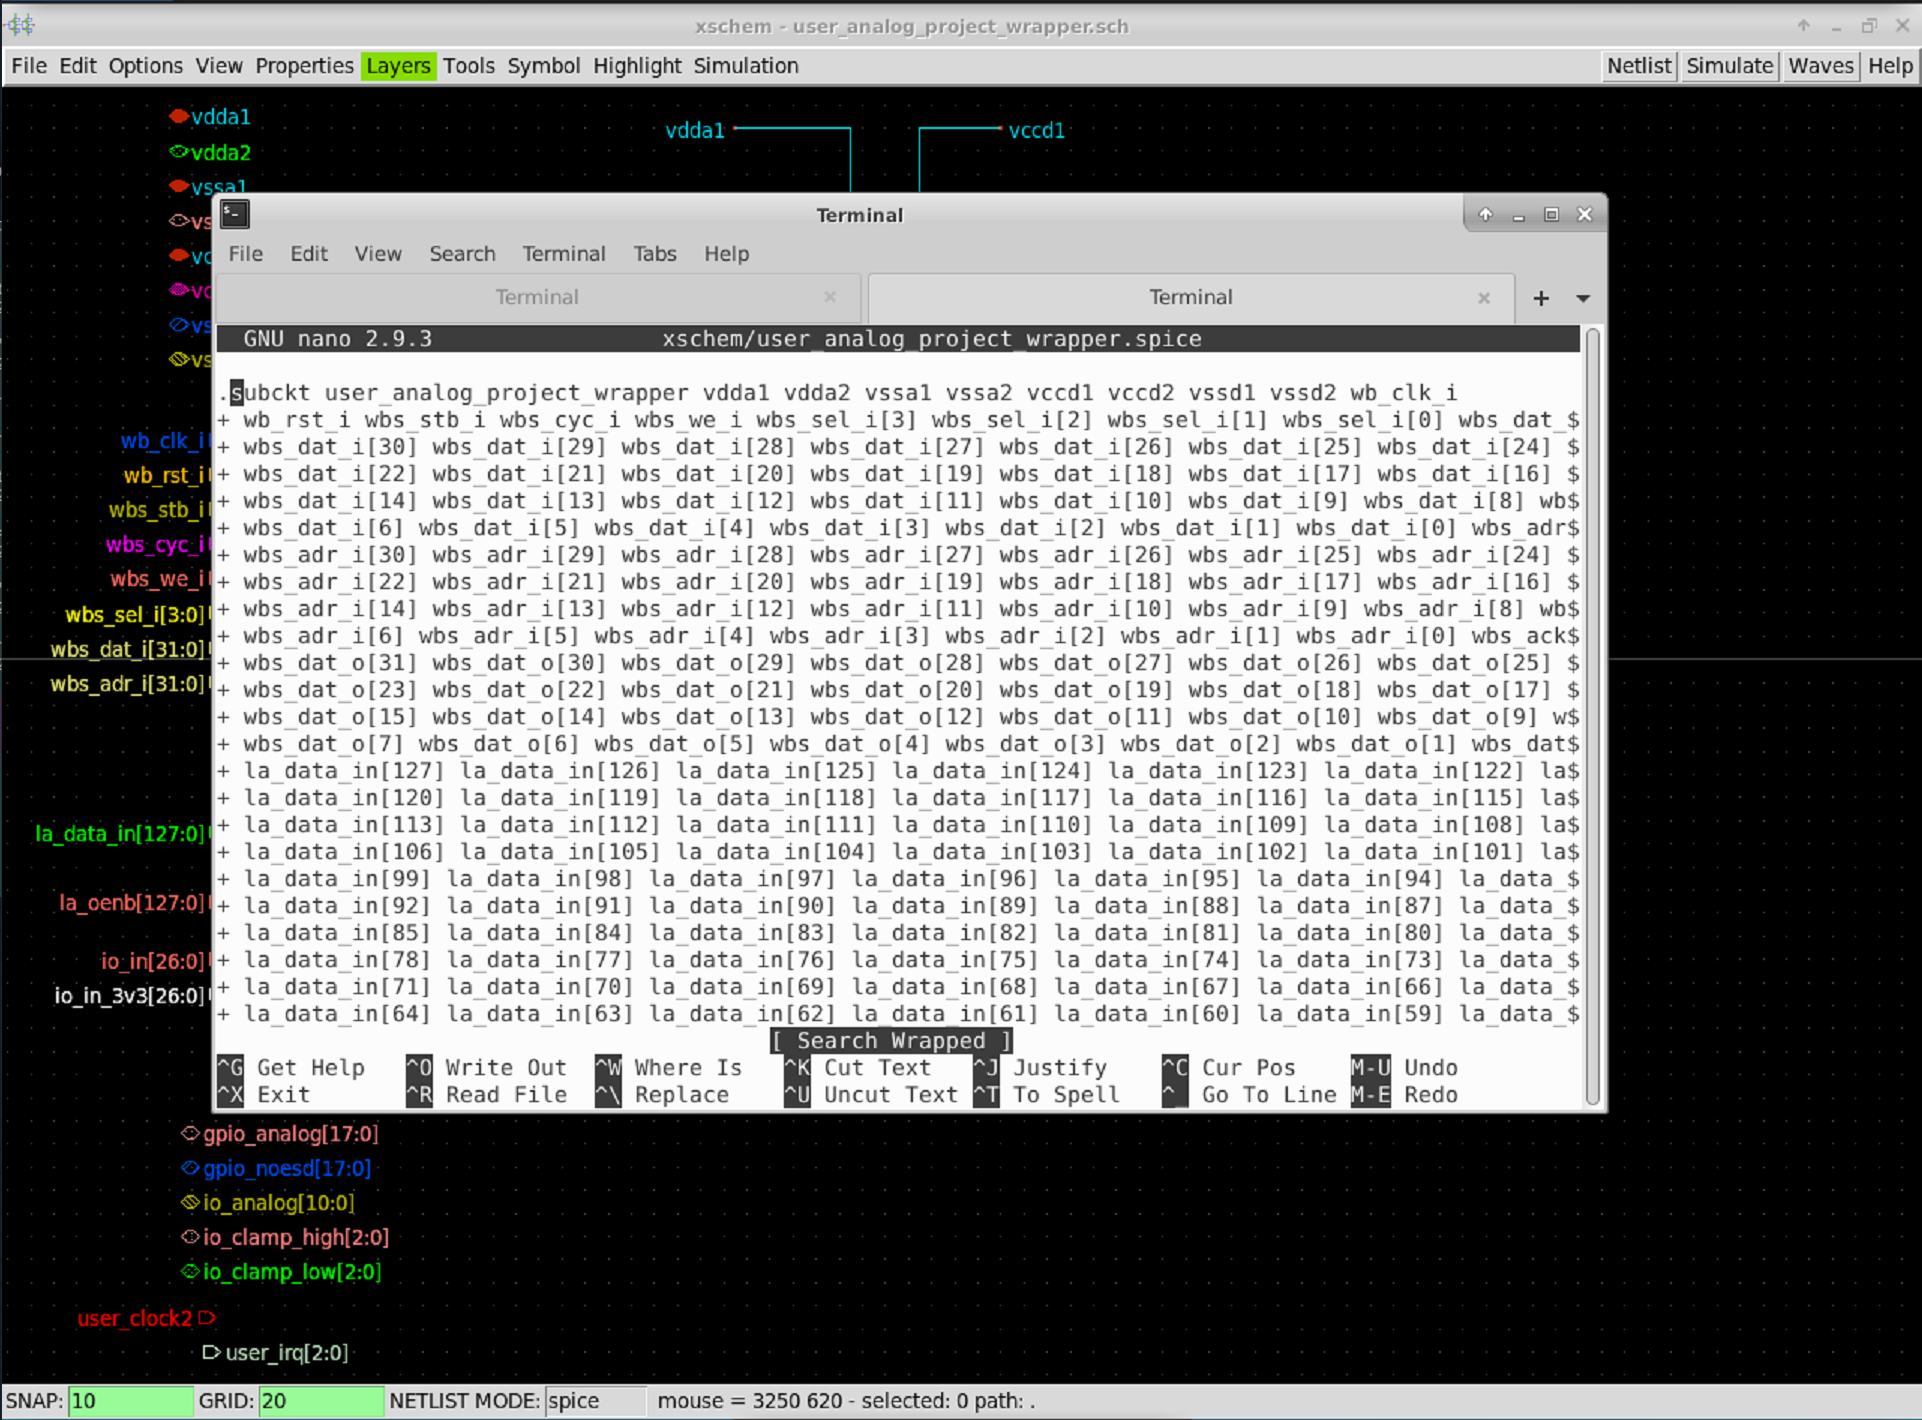 xschem - user_analog_project_wrapper.sch
File Edit Options View Properties Layers Tools Symbol Highlight Simulation Netlist Simulate Waves Help
vdda1
vdda2
vssa1
vs
vc
vc
vs
vs
vdda1
vccd1
Terminal
File Edit View Search Terminal Tabs Help
Terminal × Terminal × +
GNU nano 2.9.3 xschem/user_analog_project_wrapper.spice
.subckt user_analog_project_wrapper vdda1 vdda2 vssa1 vssa2 vccd1 vccd2 vssd1 vssd2 wb_clk_i
+ wb_rst_i wbs_stb_i wbs_cyc_i wbs_we_i wbs_sel_i[3] wbs_sel_i[2] wbs_sel_i[1] wbs_sel_i[0] wbs_dat_$
+ wbs_dat_i[30] wbs_dat_i[29] wbs_dat_i[28] wbs_dat_i[27] wbs_dat_i[26] wbs_dat_i[25] wbs_dat_i[24] $
+ wbs_dat_i[22] wbs_dat_i[21] wbs_dat_i[20] wbs_dat_i[19] wbs_dat_i[18] wbs_dat_i[17] wbs_dat_i[16] $
+ wbs_dat_i[14] wbs_dat_i[13] wbs_dat_i[12] wbs_dat_i[11] wbs_dat_i[10] wbs_dat_i[9] wbs_dat_i[8] wb$
+ wbs_dat_i[6] wbs_dat_i[5] wbs_dat_i[4] wbs_dat_i[3] wbs_dat_i[2] wbs_dat_i[1] wbs_dat_i[0] wbs_adr$
+ wbs_adr_i[30] wbs_adr_i[29] wbs_adr_i[28] wbs_adr_i[27] wbs_adr_i[26] wbs_adr_i[25] wbs_adr_i[24] $
+ wbs_adr_i[22] wbs_adr_i[21] wbs_adr_i[20] wbs_adr_i[19] wbs_adr_i[18] wbs_adr_i[17] wbs_adr_i[16] $
+ wbs_adr_i[14] wbs_adr_i[13] wbs_adr_i[12] wbs_adr_i[11] wbs_adr_i[10] wbs_adr_i[9] wbs_adr_i[8] wb$
+ wbs_adr_i[6] wbs_adr_i[5] wbs_adr_i[4] wbs_adr_i[3] wbs_adr_i[2] wbs_adr_i[1] wbs_adr_i[0] wbs_ack$
+ wbs_dat_o[31] wbs_dat_o[30] wbs_dat_o[29] wbs_dat_o[28] wbs_dat_o[27] wbs_dat_o[26] wbs_dat_o[25] $
+ wbs_dat_o[23] wbs_dat_o[22] wbs_dat_o[21] wbs_dat_o[20] wbs_dat_o[19] wbs_dat_o[18] wbs_dat_o[17] $
+ wbs_dat_o[15] wbs_dat_o[14] wbs_dat_o[13] wbs_dat_o[12] wbs_dat_o[11] wbs_dat_o[10] wbs_dat_o[9] w$
+ wbs_dat_o[7] wbs_dat_o[6] wbs_dat_o[5] wbs_dat_o[4] wbs_dat_o[3] wbs_dat_o[2] wbs_dat_o[1] wbs_dat$
+ la_data_in[127] la_data_in[126] la_data_in[125] la_data_in[124] la_data_in[123] la_data_in[122] la$
+ la_data_in[120] la_data_in[119] la_data_in[118] la_data_in[117] la_data_in[116] la_data_in[115] la$
+ la_data_in[113] la_data_in[112] la_data_in[111] la_data_in[110] la_data_in[109] la_data_in[108] la$
+ la_data_in[106] la_data_in[105] la_data_in[104] la_data_in[103] la_data_in[102] la_data_in[101] la$
+ la_data_in[99] la_data_in[98] la_data_in[97] la_data_in[96] la_data_in[95] la_data_in[94] la_data_$
+ la_data_in[92] la_data_in[91] la_data_in[90] la_data_in[89] la_data_in[88] la_data_in[87] la_data_$
+ la_data_in[85] la_data_in[84] la_data_in[83] la_data_in[82] la_data_in[81] la_data_in[80] la_data_$
+ la_data_in[78] la_data_in[77] la_data_in[76] la_data_in[75] la_data_in[74] la_data_in[73] la_data_$
+ la_data_in[71] la_data_in[70] la_data_in[69] la_data_in[68] la_data_in[67] la_data_in[66] la_data_$
+ la_data_in[64] la_data_in[63] la_data_in[62] la_data_in[61] la_data_in[60] la_data_in[59] la_data_$
[ Search Wrapped ]
^G Get Help ^O Write Out ^W Where Is ^K Cut Text ^J Justify ^C Cur Pos M-U Undo
^X Exit ^R Read File ^\ Replace ^U Uncut Text ^T To Spell ^_ Go To Line M-E Redo
wb_clk_i
wb_rst_i
wbs_stb_i
wbs_cyc_i
wbs_we_i
wbs_sel_i[3:0]
wbs_dat_i[31:0]
wbs_adr_i[31:0]
la_data_in[127:0]
la_oenb[127:0]
io_in[26:0]
io_in_3v3[26:0]
gpio_analog[17:0]
gpio_noesd[17:0]
io_analog[10:0]
io_clamp_high[2:0]
io_clamp_low[2:0]
user_clock2
user_irq[2:0]
SNAP: 10 GRID: 20 NETLIST MODE: spice mouse = 3250 620 - selected: 0 path: .